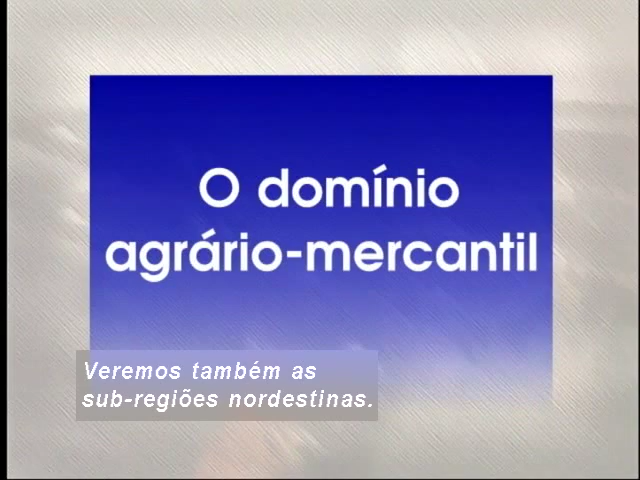 O domínio
agrário-mercantil
Veremos também as
sub-regiões nordestinas.